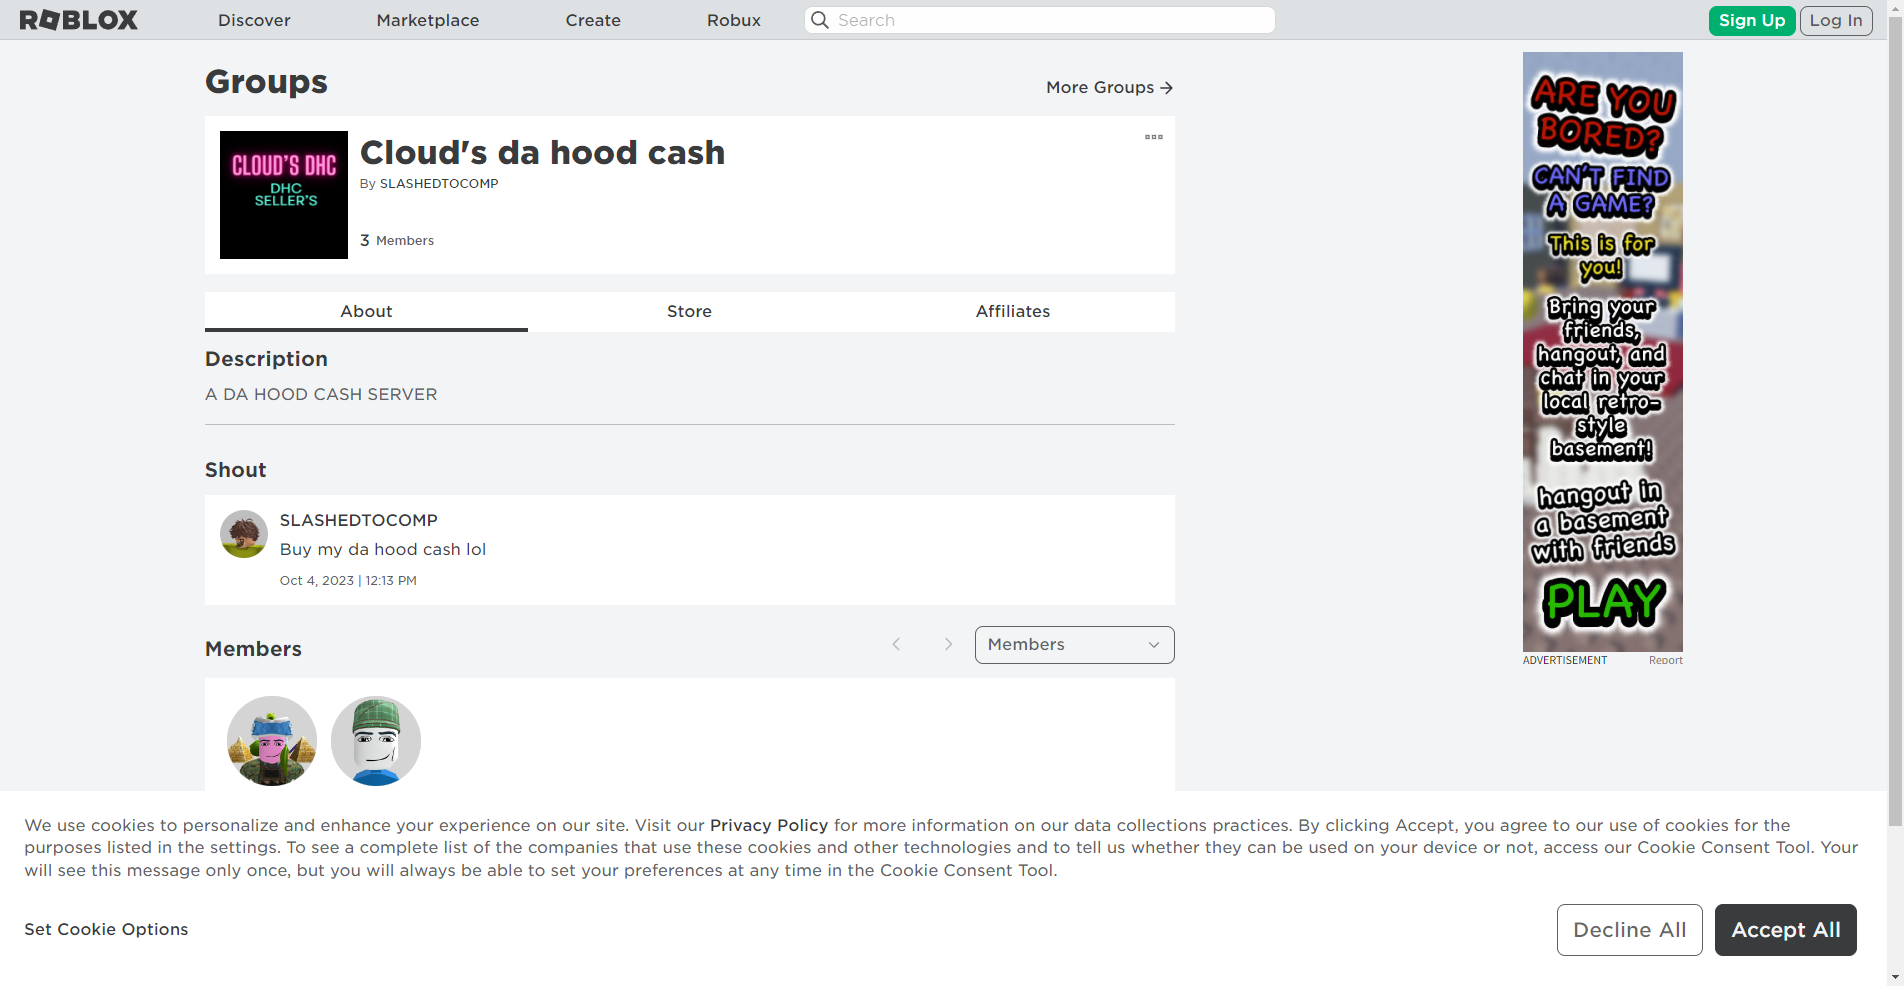 ROBLOX
Discover
Marketplace
Create
Robux
Search
Sign Up
Log In
Groups
More Groups
CLOUD'S DHC
DHC
SELLER'S
Cloud's da hood cash
By SLASHEDTOCOMP
3 Members
About
Store
Affiliates
Description
A DA HOOD CASH SERVER
Shout
SLASHEDTOCOMP
Buy my da hood cash lol
Oct 4, 2023 | 12:13 PM
Members
Members
ARE YOU
BORED?
CAN'T FIND
A GAME?
This is for
you!
Bring your
friends,
hangout, and
chat in your
local retro-
style
basement!
hangout in
a basement
with friends
PLAY
ADVERTISEMENT
Report
We use cookies to personalize and enhance your experience on our site. Visit our Privacy Policy for more information on our data collections practices. By clicking Accept, you agree to our use of cookies for the
purposes listed in the settings. To see a complete list of the companies that use these cookies and other technologies and to tell us whether they can be used on your device or not, access our Cookie Consent Tool. Your
will see this message only once, but you will always be able to set your preferences at any time in the Cookie Consent Tool.
Set Cookie Options
Decline All
Accept All